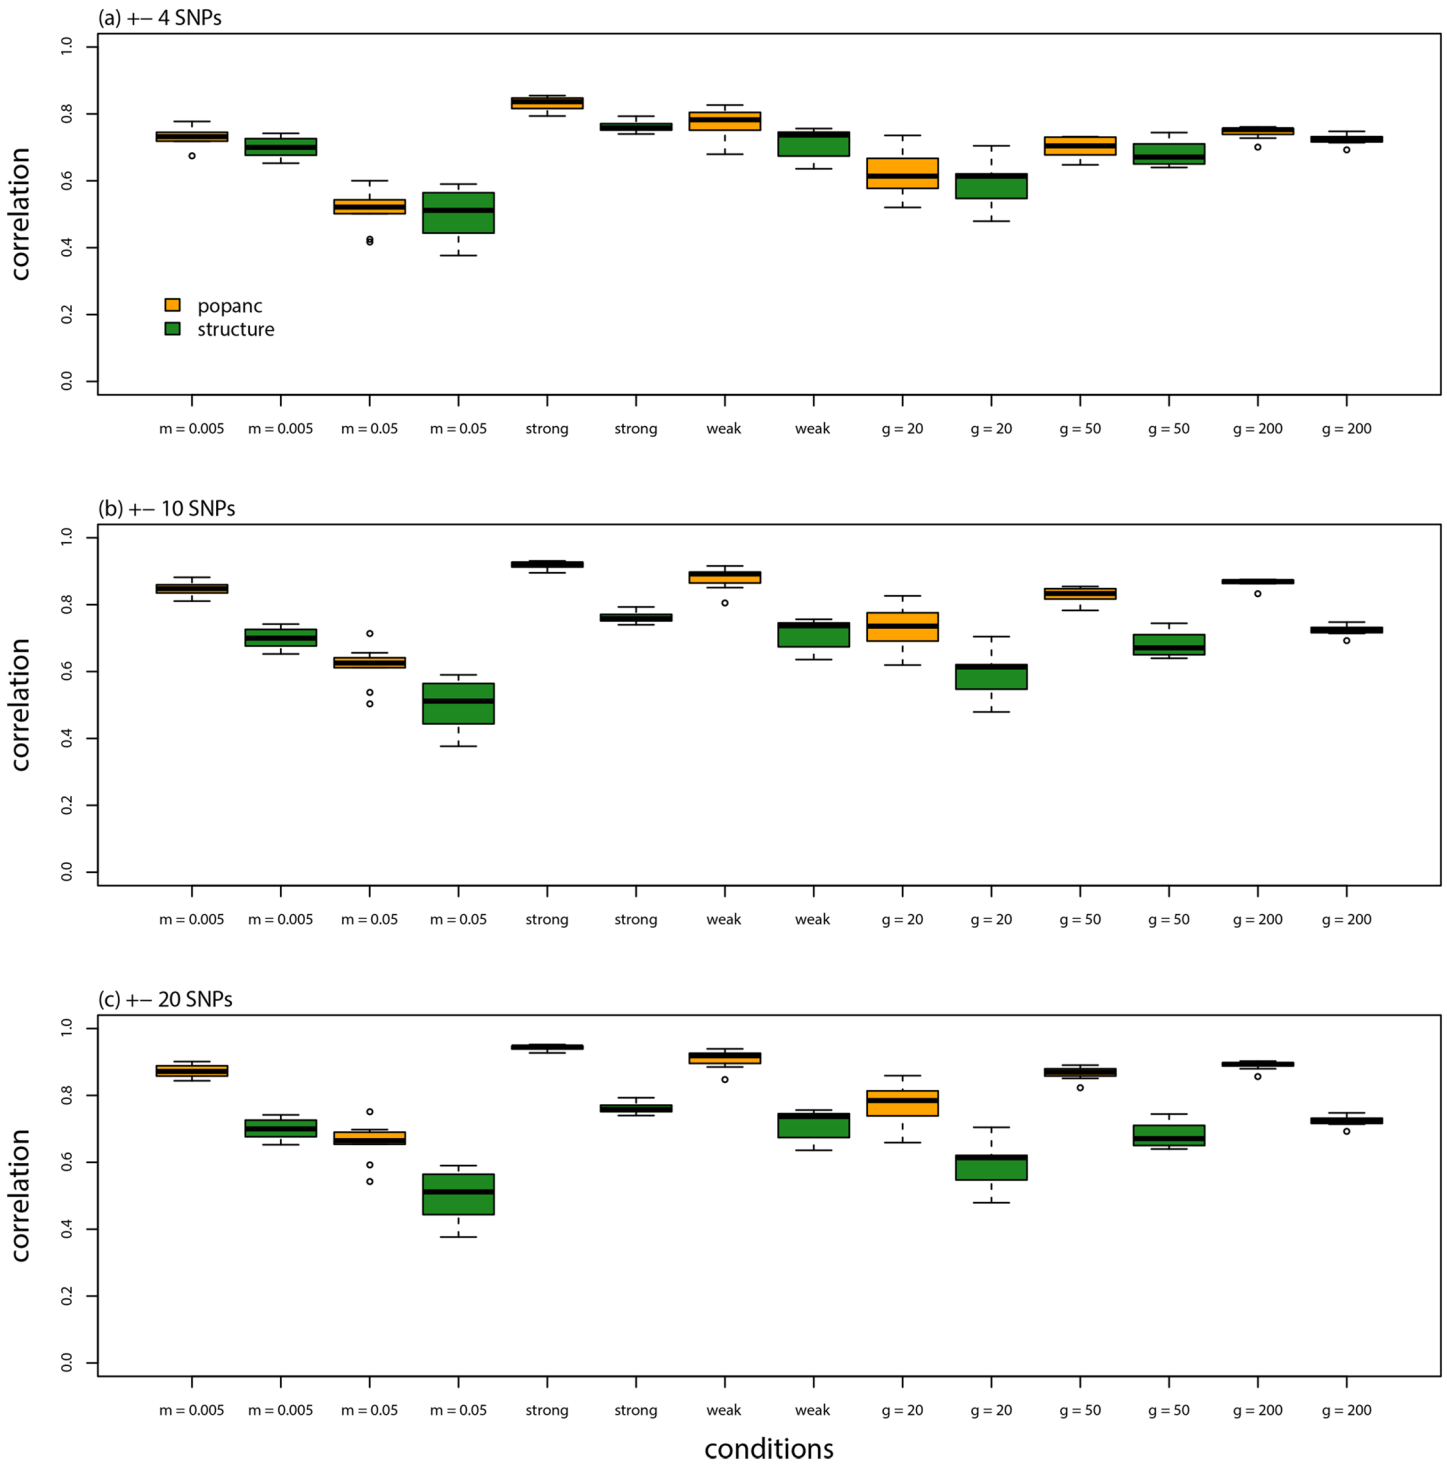 (a) +− 4 SNPs
correlation
1.0
0.8
0.6
0.4
0.2
0.0
popanc
structure
m = 0.005 m = 0.005 m = 0.05 m = 0.05 strong strong weak weak g = 20 g = 20 g = 50 g = 50 g = 200 g = 200
(b) +− 10 SNPs
correlation
1.0
0.8
0.6
0.4
0.2
0.0
m = 0.005 m = 0.005 m = 0.05 m = 0.05 strong strong weak weak g = 20 g = 20 g = 50 g = 50 g = 200 g = 200
(c) +− 20 SNPs
correlation
1.0
0.8
0.6
0.4
0.2
0.0
m = 0.005 m = 0.005 m = 0.05 m = 0.05 strong strong weak weak g = 20 g = 20 g = 50 g = 50 g = 200 g = 200
conditions